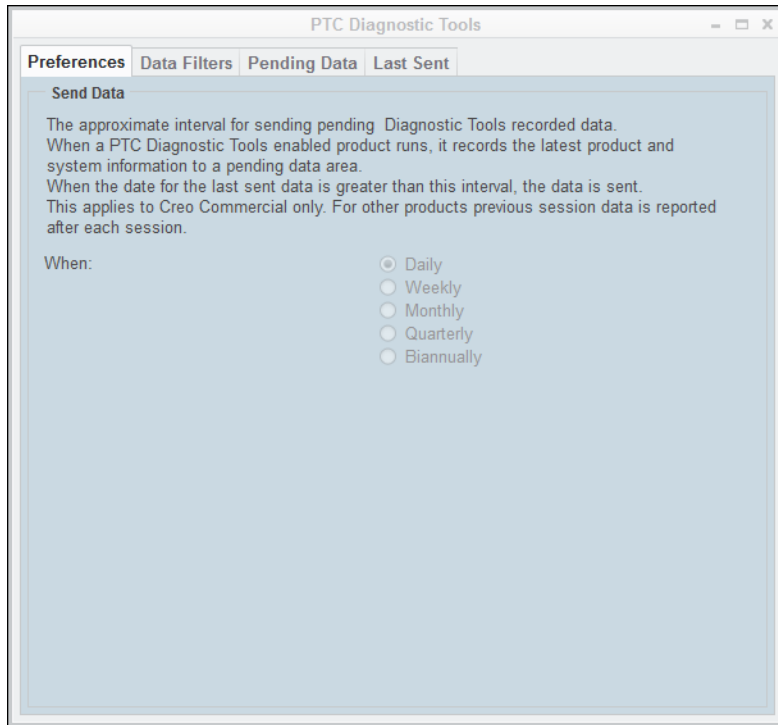 PTC Diagnostic Tools
Preferences Data Filters Pending Data Last Sent
Send Data
The approximate interval for sending pending  Diagnostic Tools recorded data.
When a PTC Diagnostic Tools enabled product runs, it records the latest product and
system information to a pending data area.
When the date for the last sent data is greater than this interval, the data is sent.
This applies to Creo Commercial only. For other products previous session data is reported
after each session.
When:
Daily
Weekly
Monthly
Quarterly
Biannually